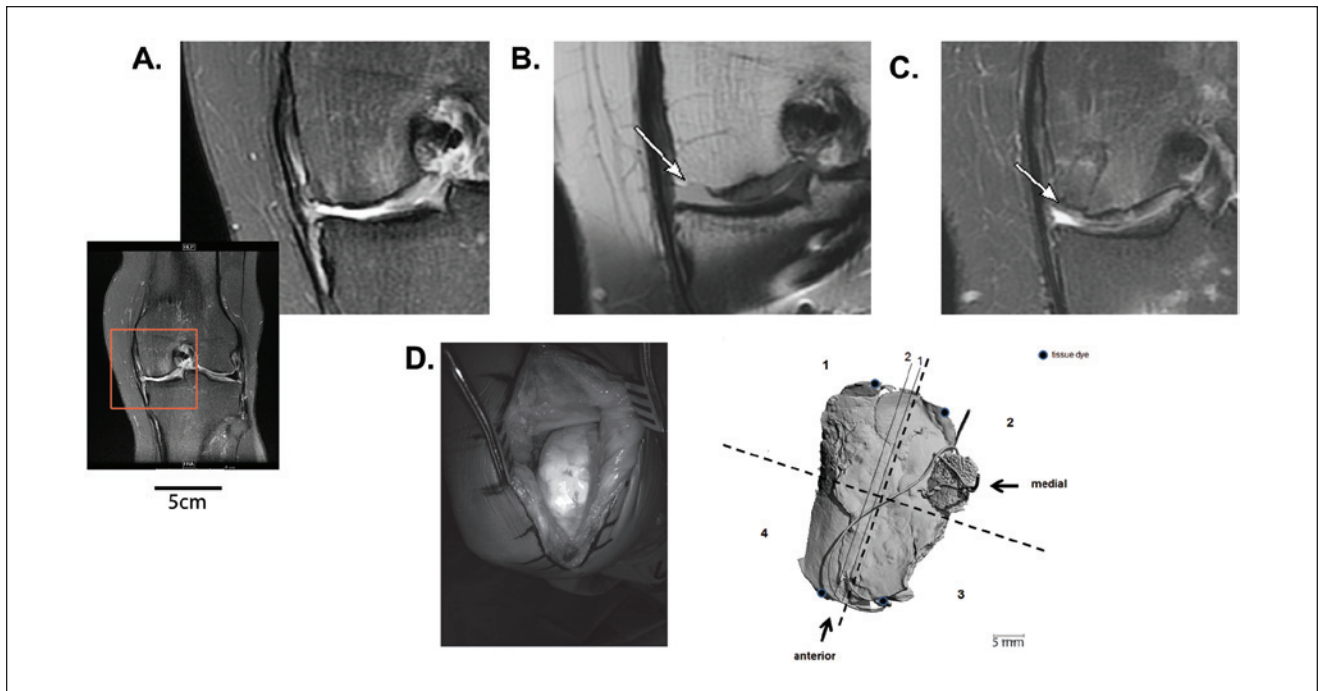 A.
B.
C.
5cm
D.
tissue dye
1
2
1
2
medial
4
3
anterior
5 mm